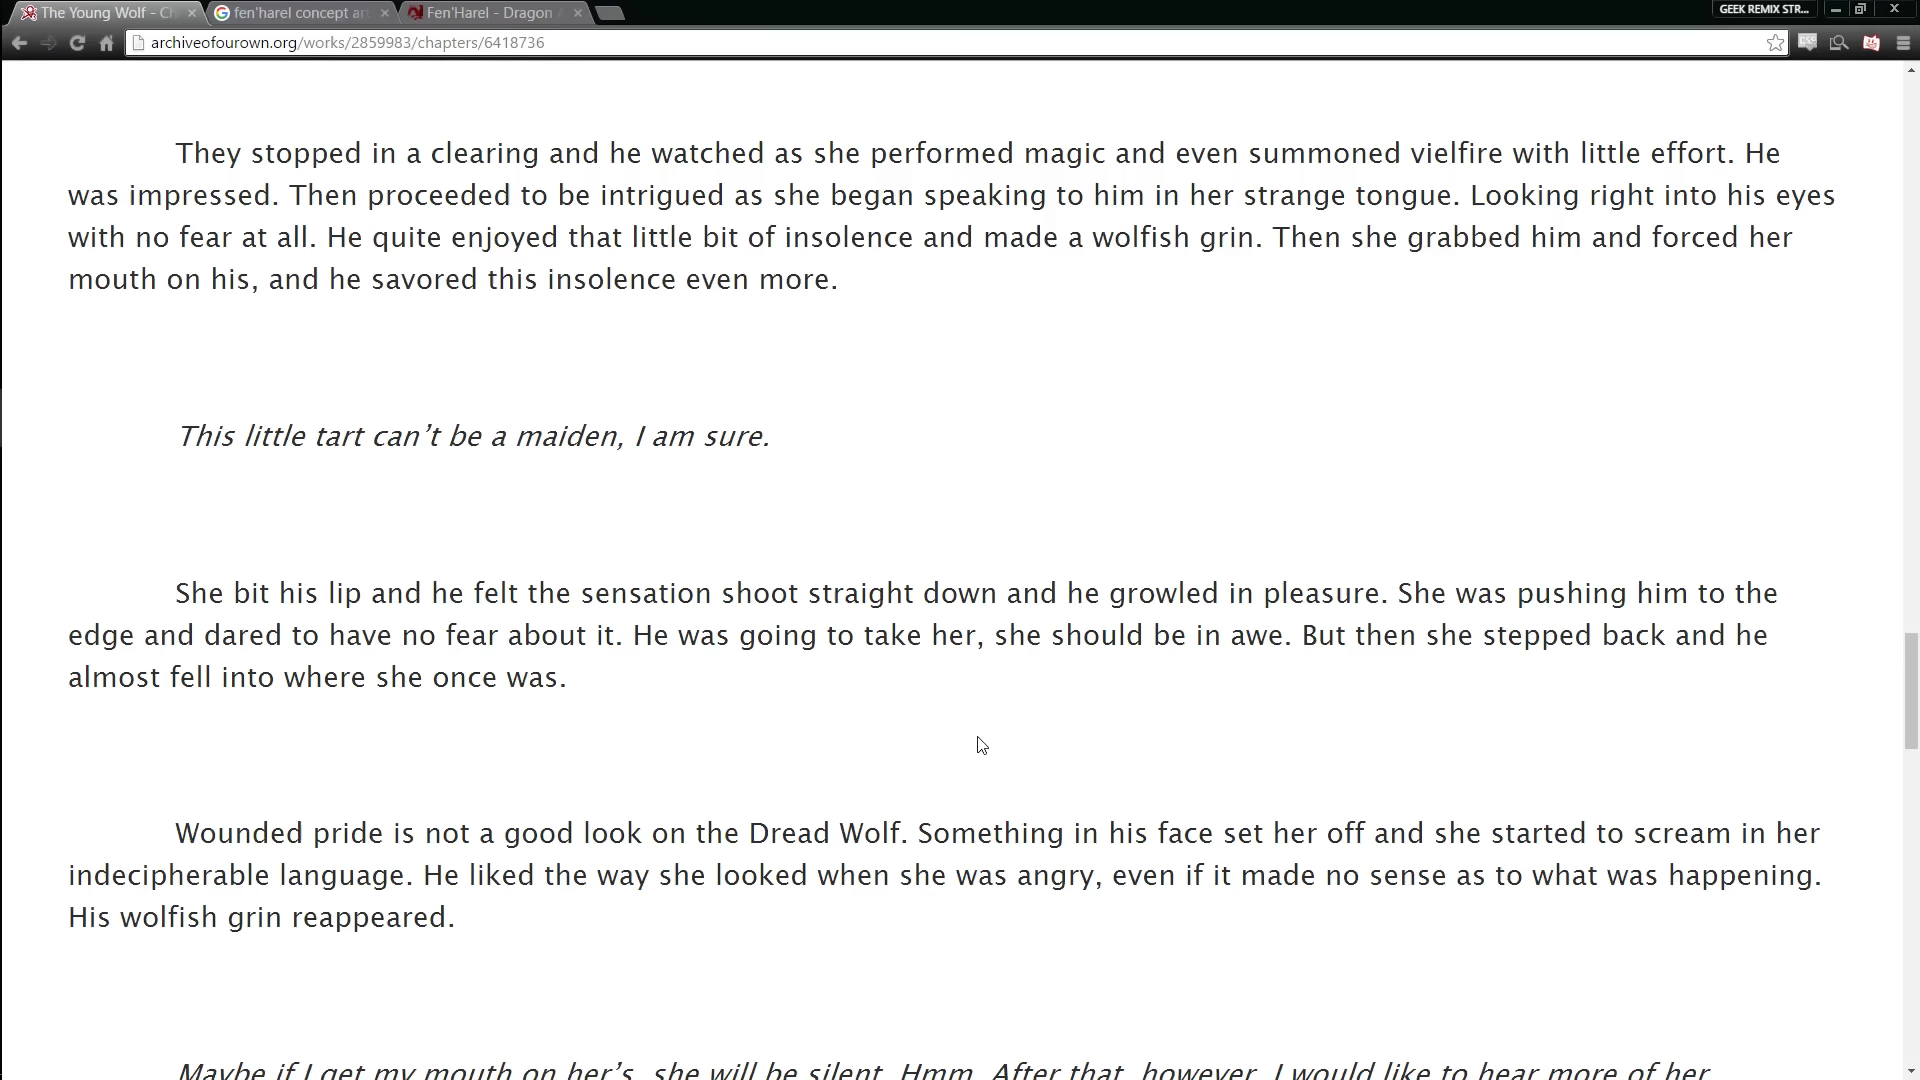 The Young Wolf - Ch
fen'harel concept ar
Fen'Harel - Dragon
GEEK REMIX STR...
archiveofourown.org/works/2859983/chapters/6418736
They stopped in a clearing and he watched as she performed magic and even summoned vielfire with little effort. He
was impressed. Then proceeded to be intrigued as she began speaking to him in her strange tongue. Looking right into his eyes
with no fear at all. He quite enjoyed that little bit of insolence and made a wolfish grin. Then she grabbed him and forced her
mouth on his, and he savored this insolence even more.
This little tart can’t be a maiden, I am sure.
She bit his lip and he felt the sensation shoot straight down and he growled in pleasure. She was pushing him to the
edge and dared to have no fear about it. He was going to take her, she should be in awe. But then she stepped back and he
almost fell into where she once was.
Wounded pride is not a good look on the Dread Wolf. Something in his face set her off and she started to scream in her
indecipherable language. He liked the way she looked when she was angry, even if it made no sense as to what was happening.
His wolfish grin reappeared.
Maybe if I get my mouth on her’s, she will be silent. Hmm. After that, however, I would like to hear more of her